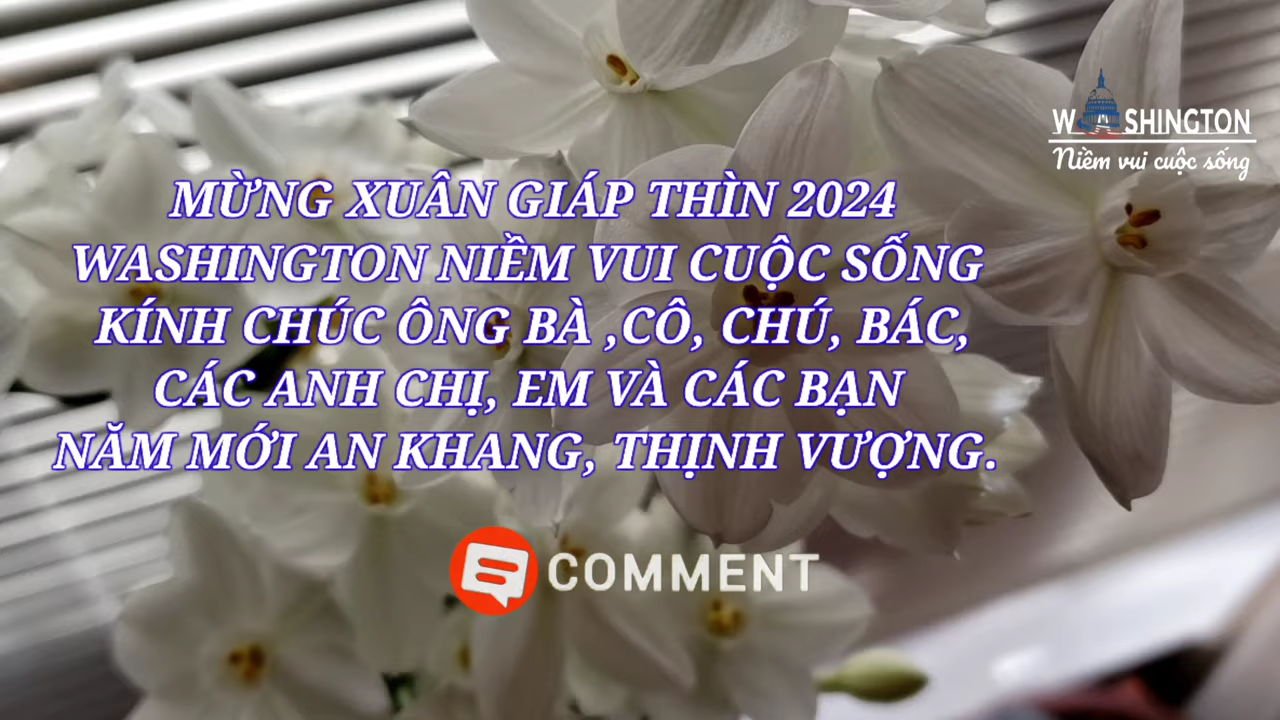 WASHINGTON
Niềm vui cuộc sống
MỪNG XUÂN GIÁP THÌN 2024
WASHINGTON NIỀM VUI CUỘC SỐNG
KÍNH CHÚC ÔNG BÀ ,CÔ, CHÚ, BÁC,
CÁC ANH CHỊ, EM VÀ CÁC BẠN
NĂM MỚI AN KHANG, THỊNH VƯỢNG.
COMMENT